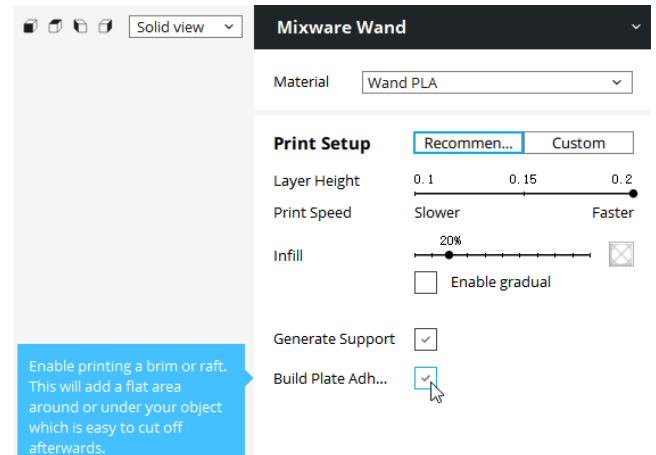 Solid view
Mixware Wand
Material Wand PLA
Print Setup Recommen... Custom
Layer Height 0.1 0.15 0.2
Print Speed Slower Faster
20%
Infill
Enable gradual
Generate Support
Build Plate Adh...
Enable printing a brim or raft.
This will add a flat area
around or under your object
which is easy to cut off
afterwards.